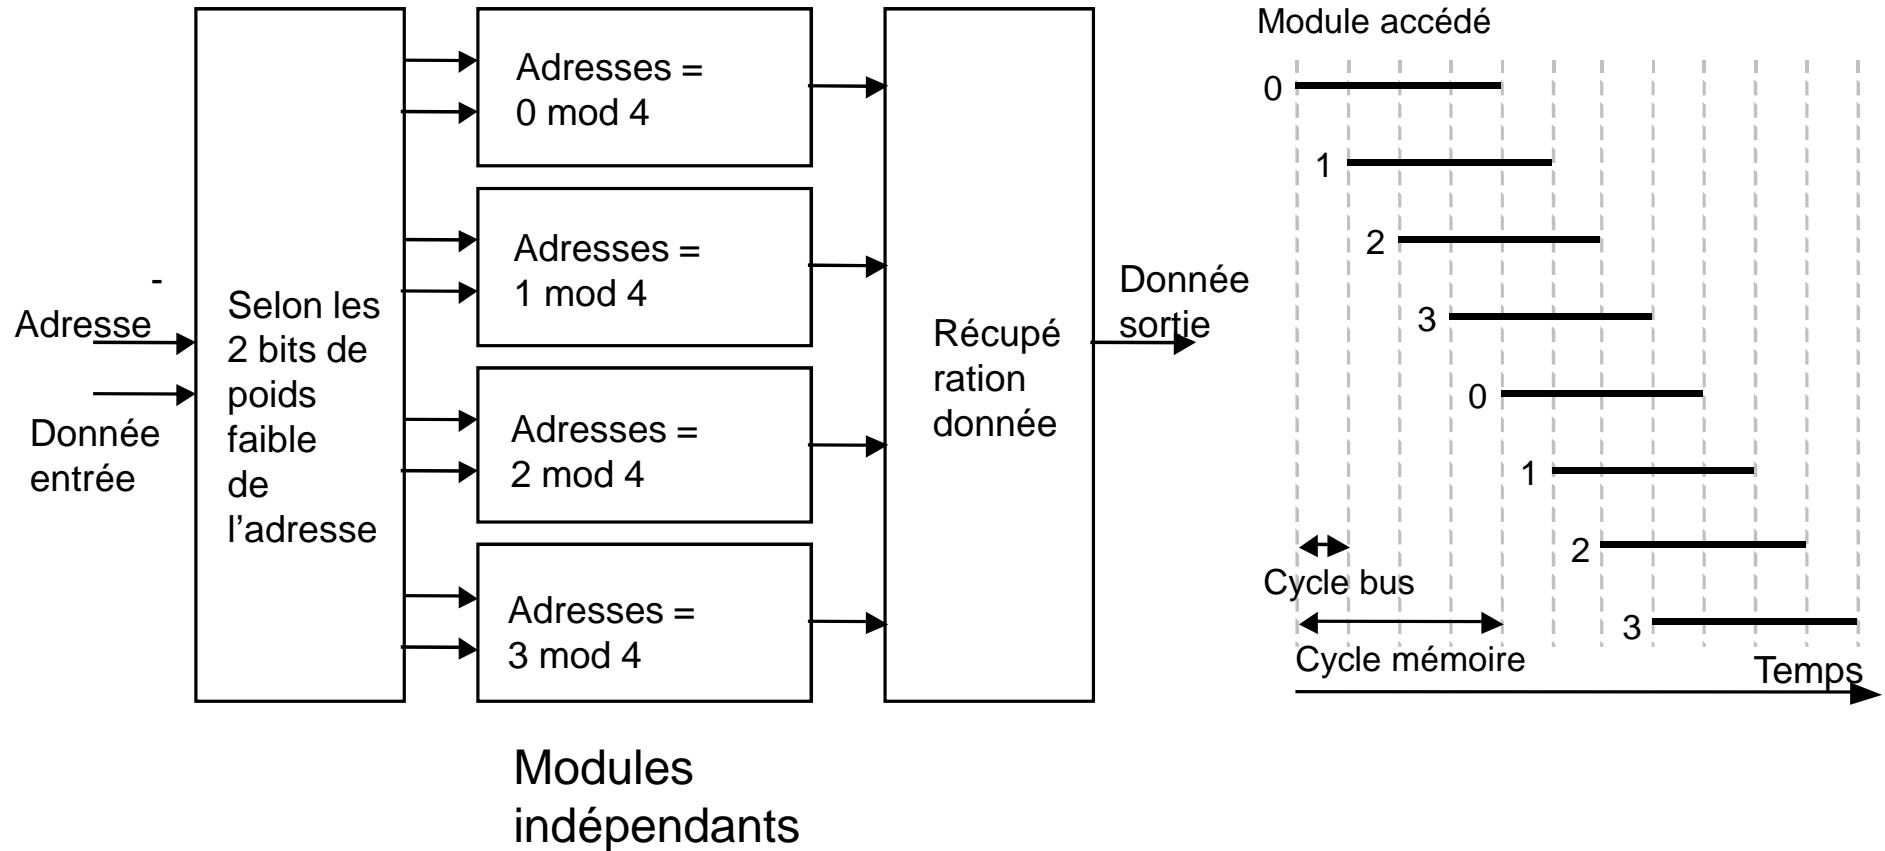 -
Adresse
Donnée
entrée
Selon les
2 bits de
poids
faible
de
l’adresse
Adresses =
0 mod 4
Adresses =
1 mod 4
Adresses =
2 mod 4
Adresses =
3 mod 4
Modules
indépendants
Récupé
ration
donnée
Donnée
sortie
Module accédé
0
1
2
3
0
1
2
3
Cycle bus
Cycle mémoire
Temps